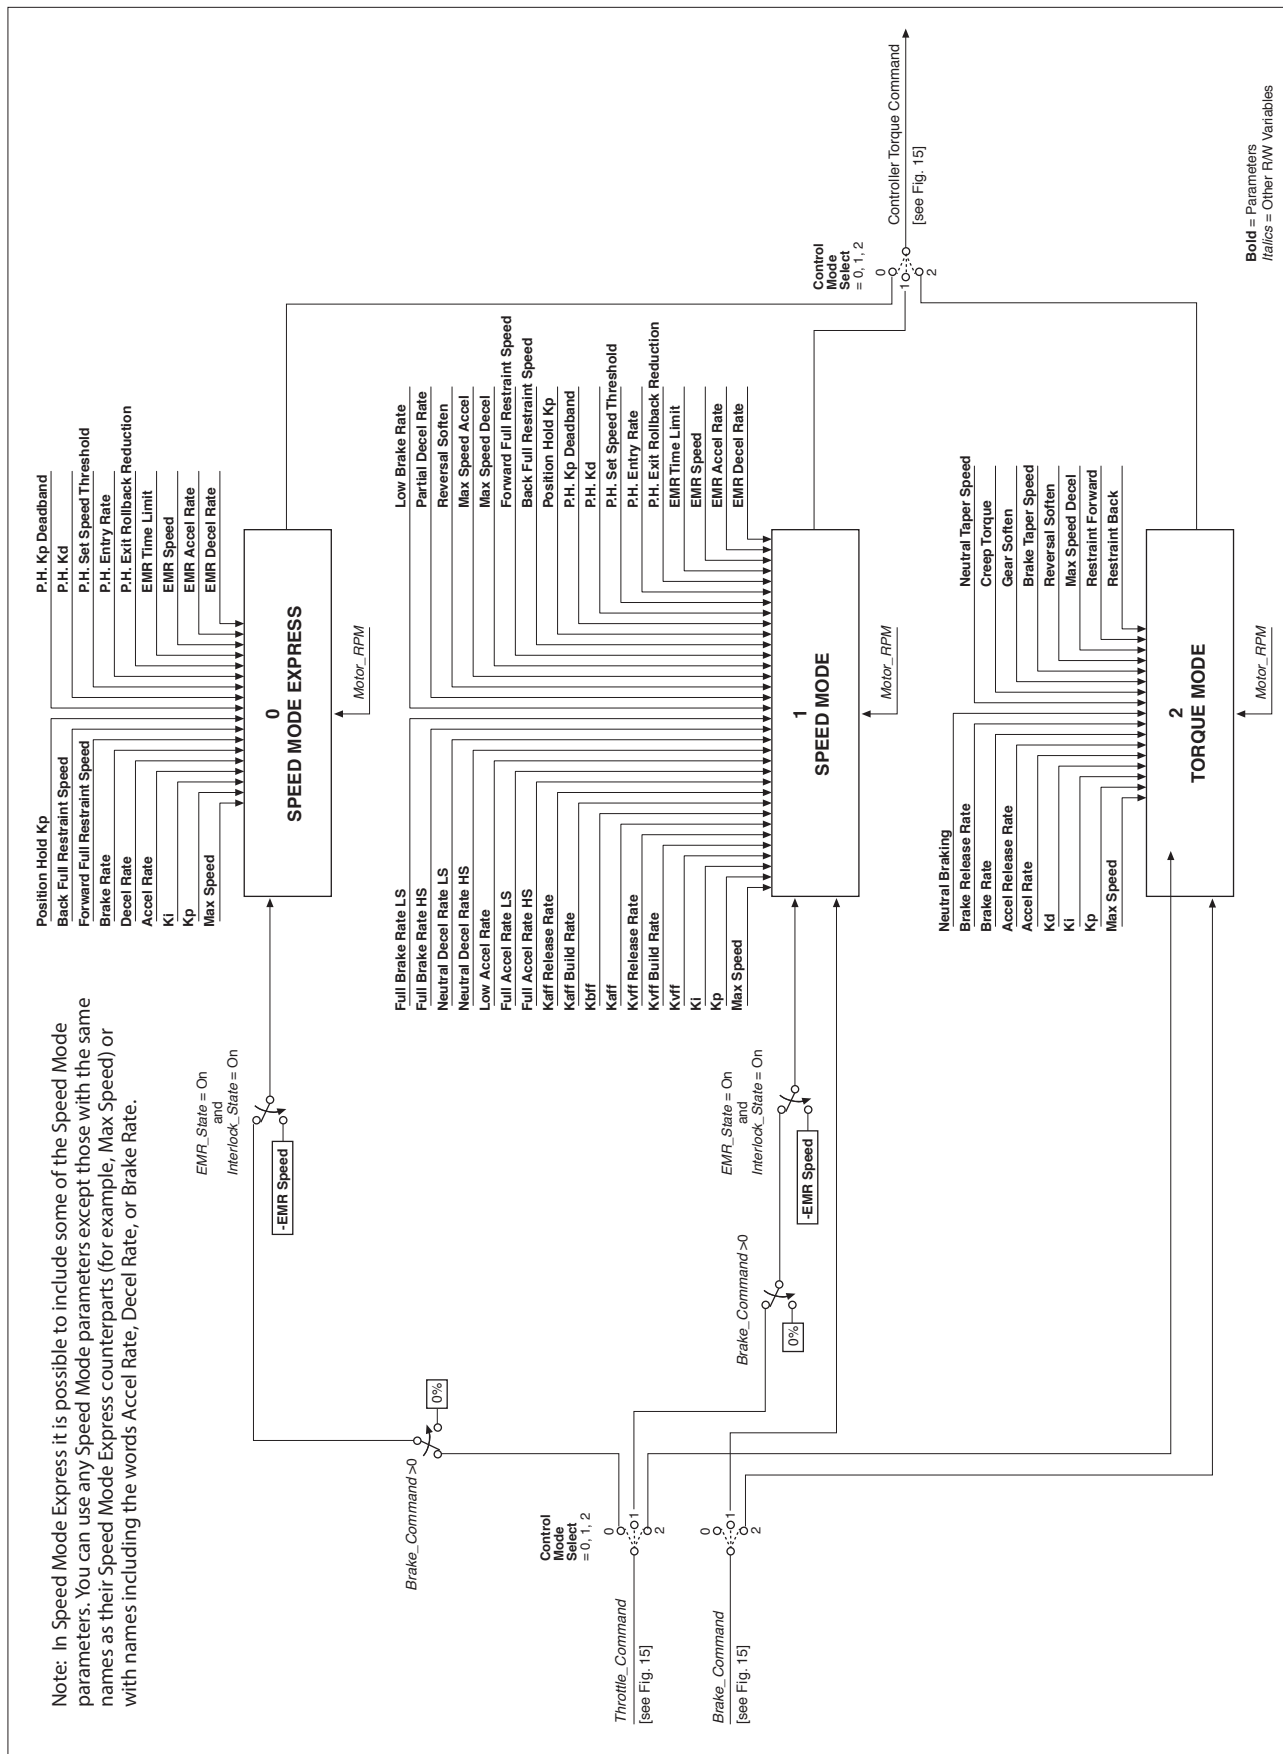 Note: In Speed Mode Express it is possible to include some of the Speed Mode
parameters. You can use any Speed Mode parameters except those with the same
names as their Speed Mode Express counterparts (for example, Max Speed) or
with names including the words Accel Rate, Decel Rate, or Brake Rate.
Throttle_Command
[see Fig. 15]
Brake_Command
[see Fig. 15]
Control
Mode
Select
= 0, 1, 2
0
1
2
0
1
2
Brake_Command >0
0%
EMR_State = On
and
Interlock_State = On
-EMR Speed
Position Hold Kp
Back Full Restraint Speed
Forward Full Restraint Speed
Brake Rate
Decel Rate
Accel Rate
Ki
Kp
Max Speed
P.H. Kp Deadband
P.H. Kd
P.H. Set Speed Threshold
P.H. Entry Rate
P.H. Exit Rollback Reduction
EMR Time Limit
EMR Speed
EMR Accel Rate
EMR Decel Rate
0
SPEED MODE EXPRESS
Motor_RPM
Brake_Command >0
0%
EMR_State = On
and
Interlock_State = On
-EMR Speed
Full Brake Rate LS
Full Brake Rate HS
Neutral Decel Rate LS
Neutral Decel Rate HS
Low Accel Rate
Full Accel Rate LS
Full Accel Rate HS
Kaff Release Rate
Kaff Build Rate
Kbff
Kaff
Kvff Release Rate
Kvff Build Rate
Kvff
Ki
Kp
Max Speed
Low Brake Rate
Partial Decel Rate
Reversal Soften
Max Speed Accel
Max Speed Decel
Forward Full Restraint Speed
Back Full Restraint Speed
Position Hold Kp
P.H. Kp Deadband
P.H. Kd
P.H. Set Speed Threshold
P.H. Entry Rate
P.H. Exit Rollback Reduction
EMR Time Limit
EMR Speed
EMR Accel Rate
EMR Decel Rate
1
SPEED MODE
Motor_RPM
Neutral Braking
Brake Release Rate
Brake Rate
Accel Release Rate
Accel Rate
Kd
Ki
Kp
Max Speed
Neutral Taper Speed
Creep Torque
Gear Soften
Brake Taper Speed
Reversal Soften
Max Speed Decel
Restraint Forward
Restraint Back
2
TORQUE MODE
Motor_RPM
Control
Mode
Select
= 0, 1, 2
0
1
2
Controller Torque Command
[see Fig. 15]
Bold = Parameters
Italics = Other R/W Variables